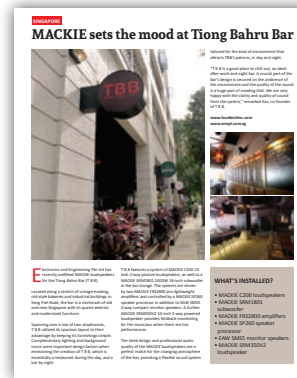 SINGAPORE
MACKIE sets the mood at Tiong Bahru Bar
TBB
TBB
Electronics and Engineering Pte Ltd has
recently outfitted MACKIE loudspeakers
for the Tiong Bahru Bar (T.B.B).
Located along a stretch of vintage-making,
old-style bakeries and industrial buildings in
Seng Poh Road, the bar is a mishmash of old
and new Singapore with its quaint exterior
and modernised furniture.
Spanning over a size of two shophouses,
T.B.B utilised its spacious layout to their
advantage by keeping its furnishings simple.
Complementary lighting and background
music were important design factors when
envisioning the creation of T.B.B, which is
essentially a restaurant during the day, and a
bar by night.
T.B.B features a system of MACKIE C200 10-
inch 2-way passive loudspeakers, as well as a
MACKIE SRM1801 1000W 18-inch subwoofer
in the bar lounge. The systems are driven
by two MACKIE FRS2800 pro lightweight
amplifiers and controlled by a MACKIE SP260
speaker processor in addition to EAW SMS5
2-way compact monitor speakers. A further
MACKIE SRM350V2 10-inch 2-way powered
loudspeaker provides foldback monitoring
for the musicians when there are live
performances.
The sleek design and professional audio
quality of the MACKIE loudspeakers are a
perfect match for the changing atmosphere
of the bar, providing a flexible sound system
tailored for the kind of environment that
attracts TBB's patrons, in day and night.
"T.B.B is a good place to chill out, an ideal
after-work and night bar. A crucial part of the
bar's design is secured on the ambience of
the environment and the quality of the sound
is a huge part of creating that. We are very
happy with the clarity and quality of sound
from the system," remarked Ibai, co-founder
of T.B.B.
www.loudtechinc.com
www.eneplcom.sg
WHAT'S INSTALLED?
• MACKIE C200 loudspeakers
• MACKIE SRM1801
subwoofer
• MACKIE FRS2800 amplifiers
• MACKIE SP260 speaker
processor
• EAW SMS5 monitor speakers
• MACKIE SRM350V2
loudspeaker